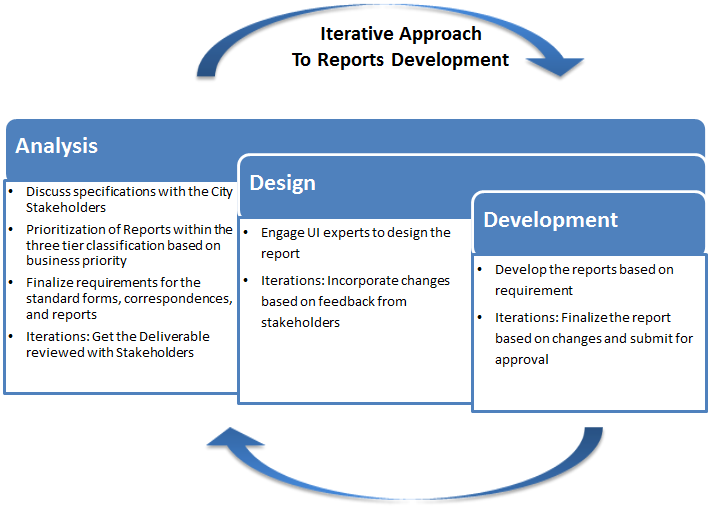 Iterative Approach
To Reports Development
Analysis
• Discuss specifications with the City
Stakeholders
• Prioritization of Reports within the
three tier classification based on
business priority
• Finalize requirements for the
standard forms, correspondences,
and reports
• Iterations: Get the Deliverable
reviewed with Stakeholders
Design
• Engage UI experts to design the
report
• Iterations: Incorporate changes
based on feedback from
stakeholders
Development
• Develop the reports based on
requirement
• Iterations: Finalize the report
based on changes and submit for
approval